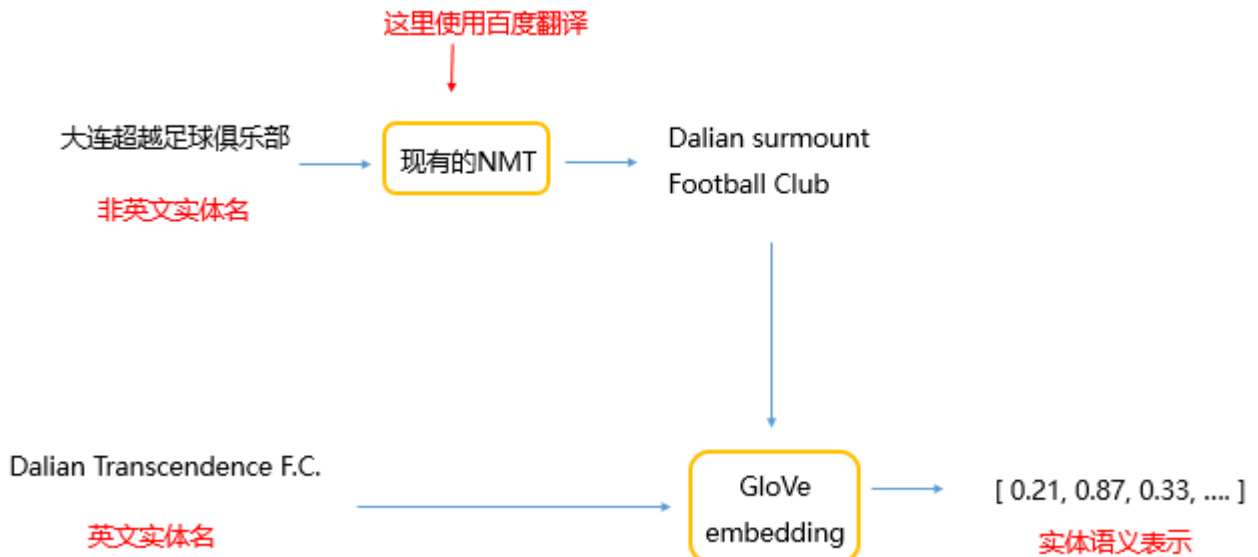 这里使用百度翻译
大连超越足球俱乐部
现有的NMT
Dalian surmount
Football Club
非英文实体名
Dalian Transcendence F.C.
GloVe
embedding
[ 0.21, 0.87, 0.33, .... ]
英文实体名
实体语义表示